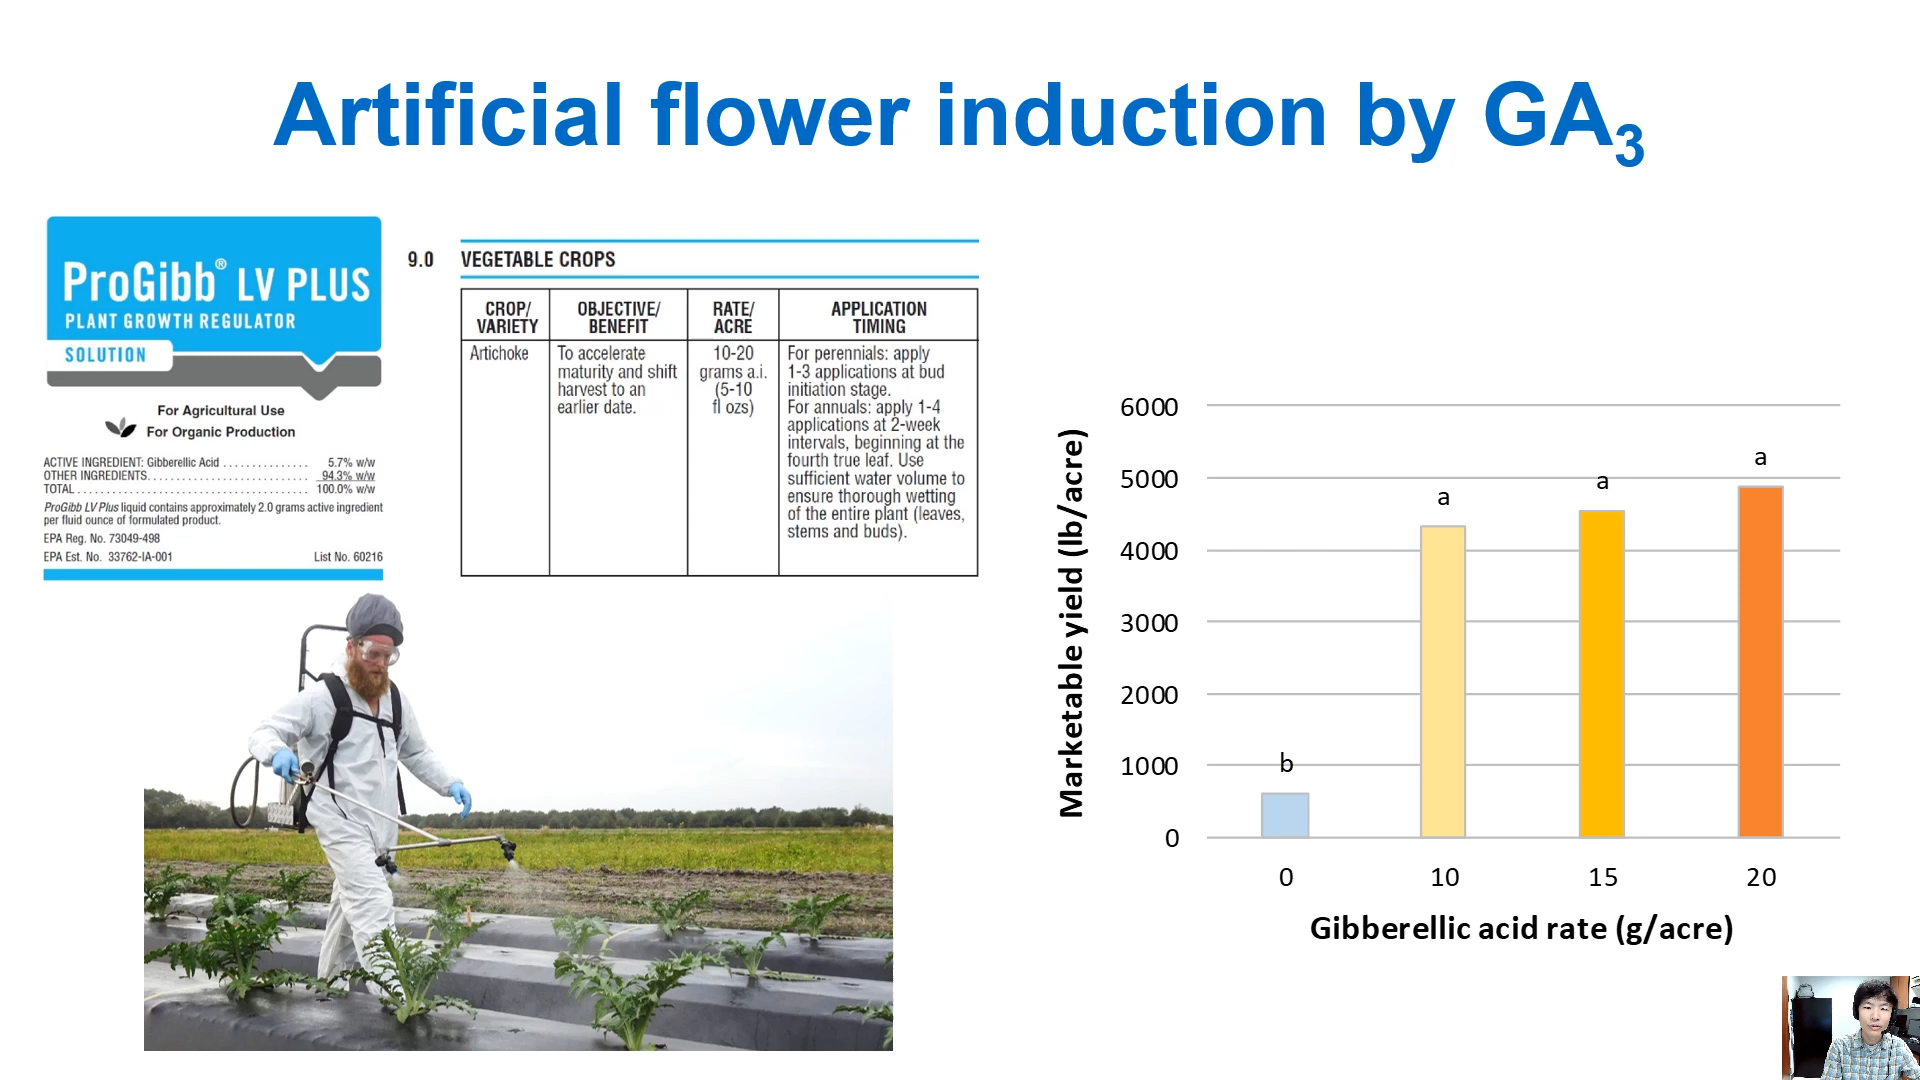 Artificial flower induction by GA3
ProGibb® LV PLUS
PLANT GROWTH REGULATOR
SOLUTION
For Agricultural Use
For Organic Production
ACTIVE INGREDIENT: Gibberellic Acid . . . . . . . . . . . . . . . 5.7% w/w
OTHER INGREDIENTS. . . . . . . . . . . . . . . . . . . . . . . . . . . . 94.3% w/w
TOTAL . . . . . . . . . . . . . . . . . . . . . . . . . . . . . . . . . . . . . . . . 100.0% w/w
ProGibb LV Plus liquid contains approximately 2.0 grams active ingredient
per fluid ounce of formulated product.
EPA Reg. No. 73049-498
EPA Est. No. 33762-IA-001 List No. 60216
9.0 VEGETABLE CROPS
CROP/
VARIETY
OBJECTIVE/
BENEFIT
RATE/
ACRE
APPLICATION
TIMING
Artichoke
To accelerate
maturity and shift
harvest to an
earlier date.
10-20
grams a.i.
(5-10
fl ozs)
For perennials: apply
1-3 applications at bud
initiation stage.
For annuals: apply 1-4
applications at 2-week
intervals, beginning at the
fourth true leaf. Use
sufficient water volume to
ensure thorough wetting
of the entire plant (leaves,
stems and buds).
Marketable yield (lb/acre)
6000
5000
4000
3000
2000
1000
0
b
a
a
a
0 10 15 20
Gibberellic acid rate (g/acre)